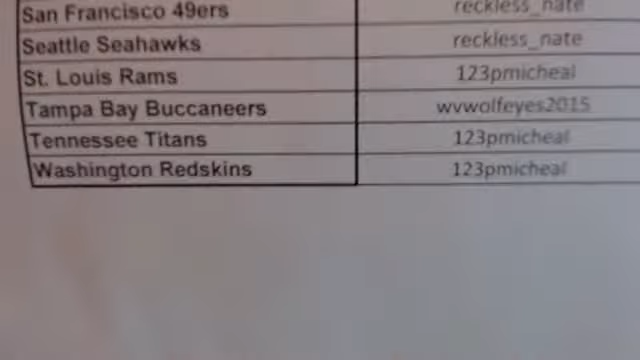 San Francisco 49ers reckless_nate
Seattle Seahawks reckless_nate
St. Louis Rams 123pmicheal
Tampa Bay Buccaneers wvwolfeyes2015
Tennessee Titans 123pmicheal
Washington Redskins 123pmicheal